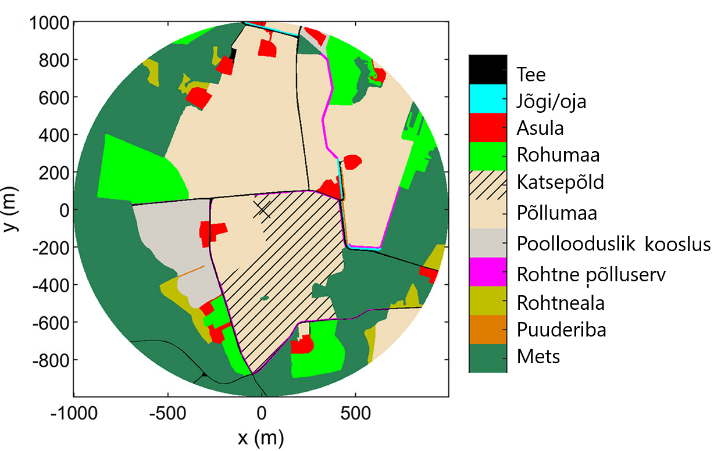 1000
800
600
400
200
0
-200
-400
-600
-800
y (m)
-1000
-500
0
500
x (m)
Tee
Jõgi/oja
Asula
Rohumaa
Katsepõld
Põllumaa
Poollooduslik kooslus
Rohtne põlluserv
Rohtneala
Puuderiba
Mets